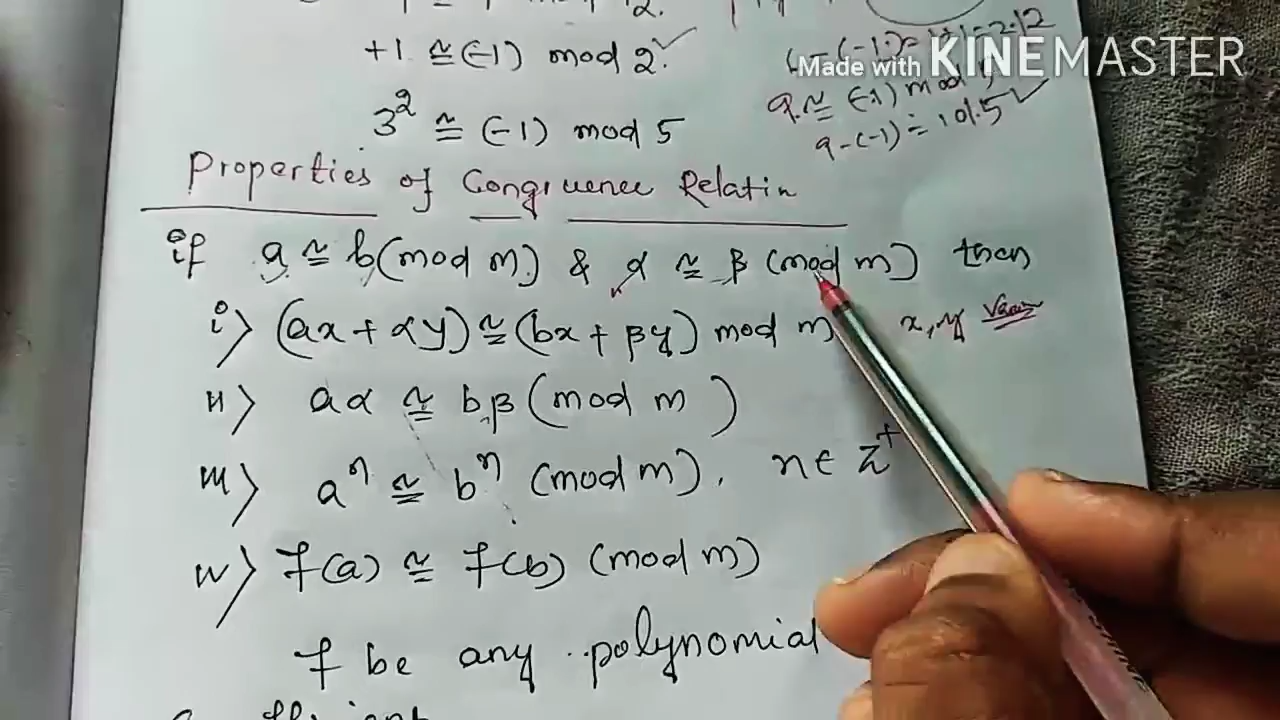 +1 ≅ (-1) mod 2.
Made with KINEMASTER
3² ≅ (-1) mod 5
9-(-1) = 10/.5
Properties of Congruence Relatin
if a ≅ b (mod m) & α ≅ β (mod m) then
i> (ax + αy) ≅ (bx + βy) mod m x, y
ii> aα ≅ bβ (mod m)
iii> aⁿ ≅ bⁿ (mod m), n ∈ Z⁺
iv> f(a) ≅ f(b) (mod m)
f be any polynomial